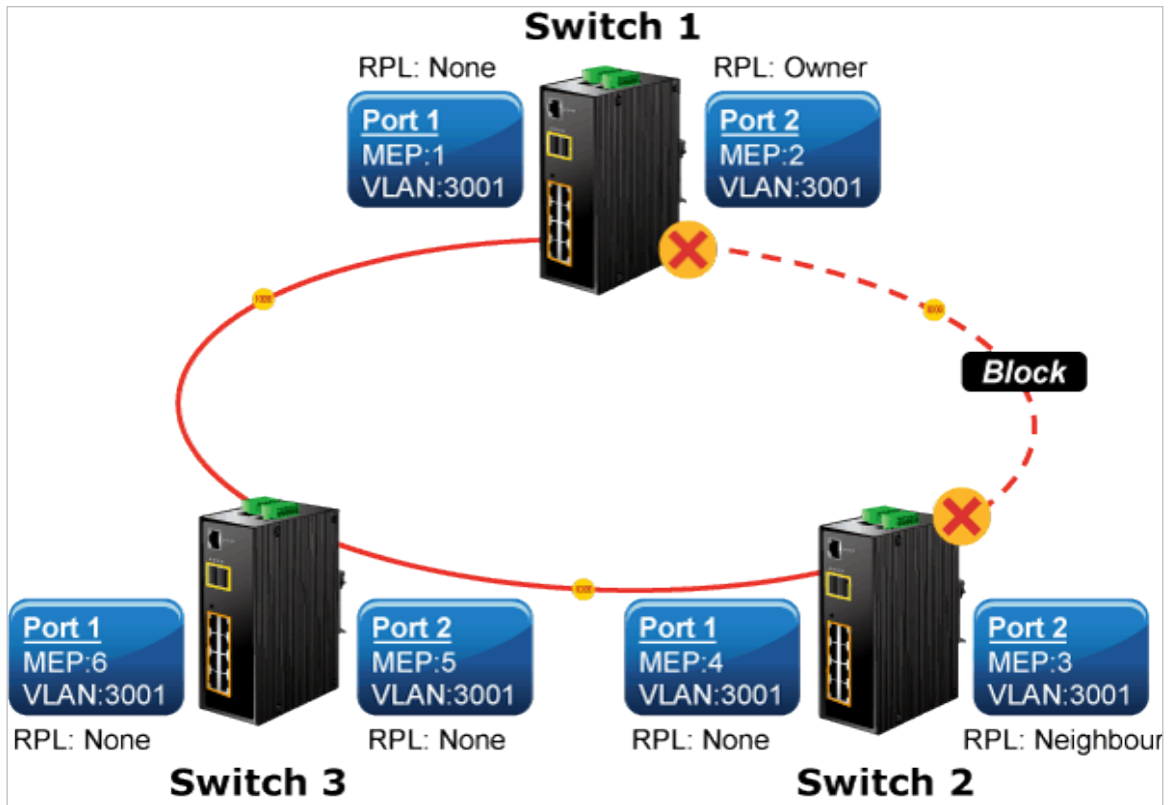 Switch 1
RPL: None
RPL: Owner
Port 1
MEP:1
VLAN:3001
Port 2
MEP:2
VLAN:3001
Block
Port 1
MEP:6
VLAN:3001
Port 2
MEP:5
VLAN:3001
Port 1
MEP:4
VLAN:3001
Port 2
MEP:3
VLAN:3001
RPL: None
RPL: None
RPL: None
RPL: Neighbour
Switch 3
Switch 2